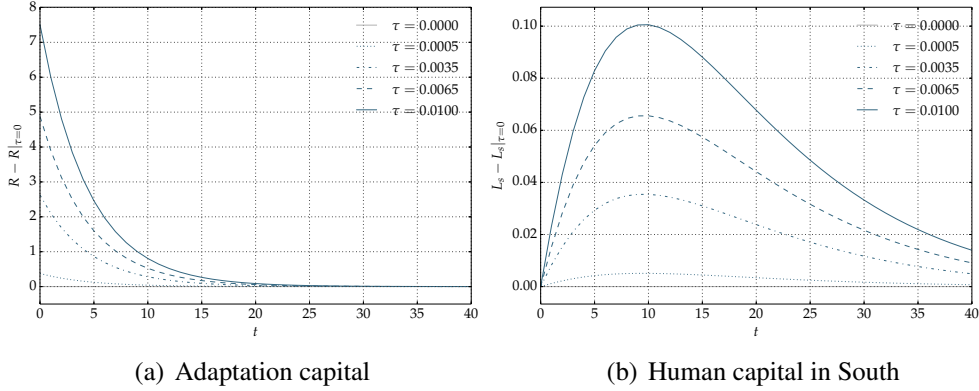 8
7
6
5
4
3
2
1
0
R − R|τ=0
0 5 10 15 20 25 30 35 40
t
τ = 0.0000
τ = 0.0005
τ = 0.0035
τ = 0.0065
τ = 0.0100
(a) Adaptation capital
0.10
0.08
0.06
0.04
0.02
0.00
Ls − Ls|τ=0
0 5 10 15 20 25 30 35 40
t
τ = 0.0000
τ = 0.0005
τ = 0.0035
τ = 0.0065
τ = 0.0100
(b) Human capital in South